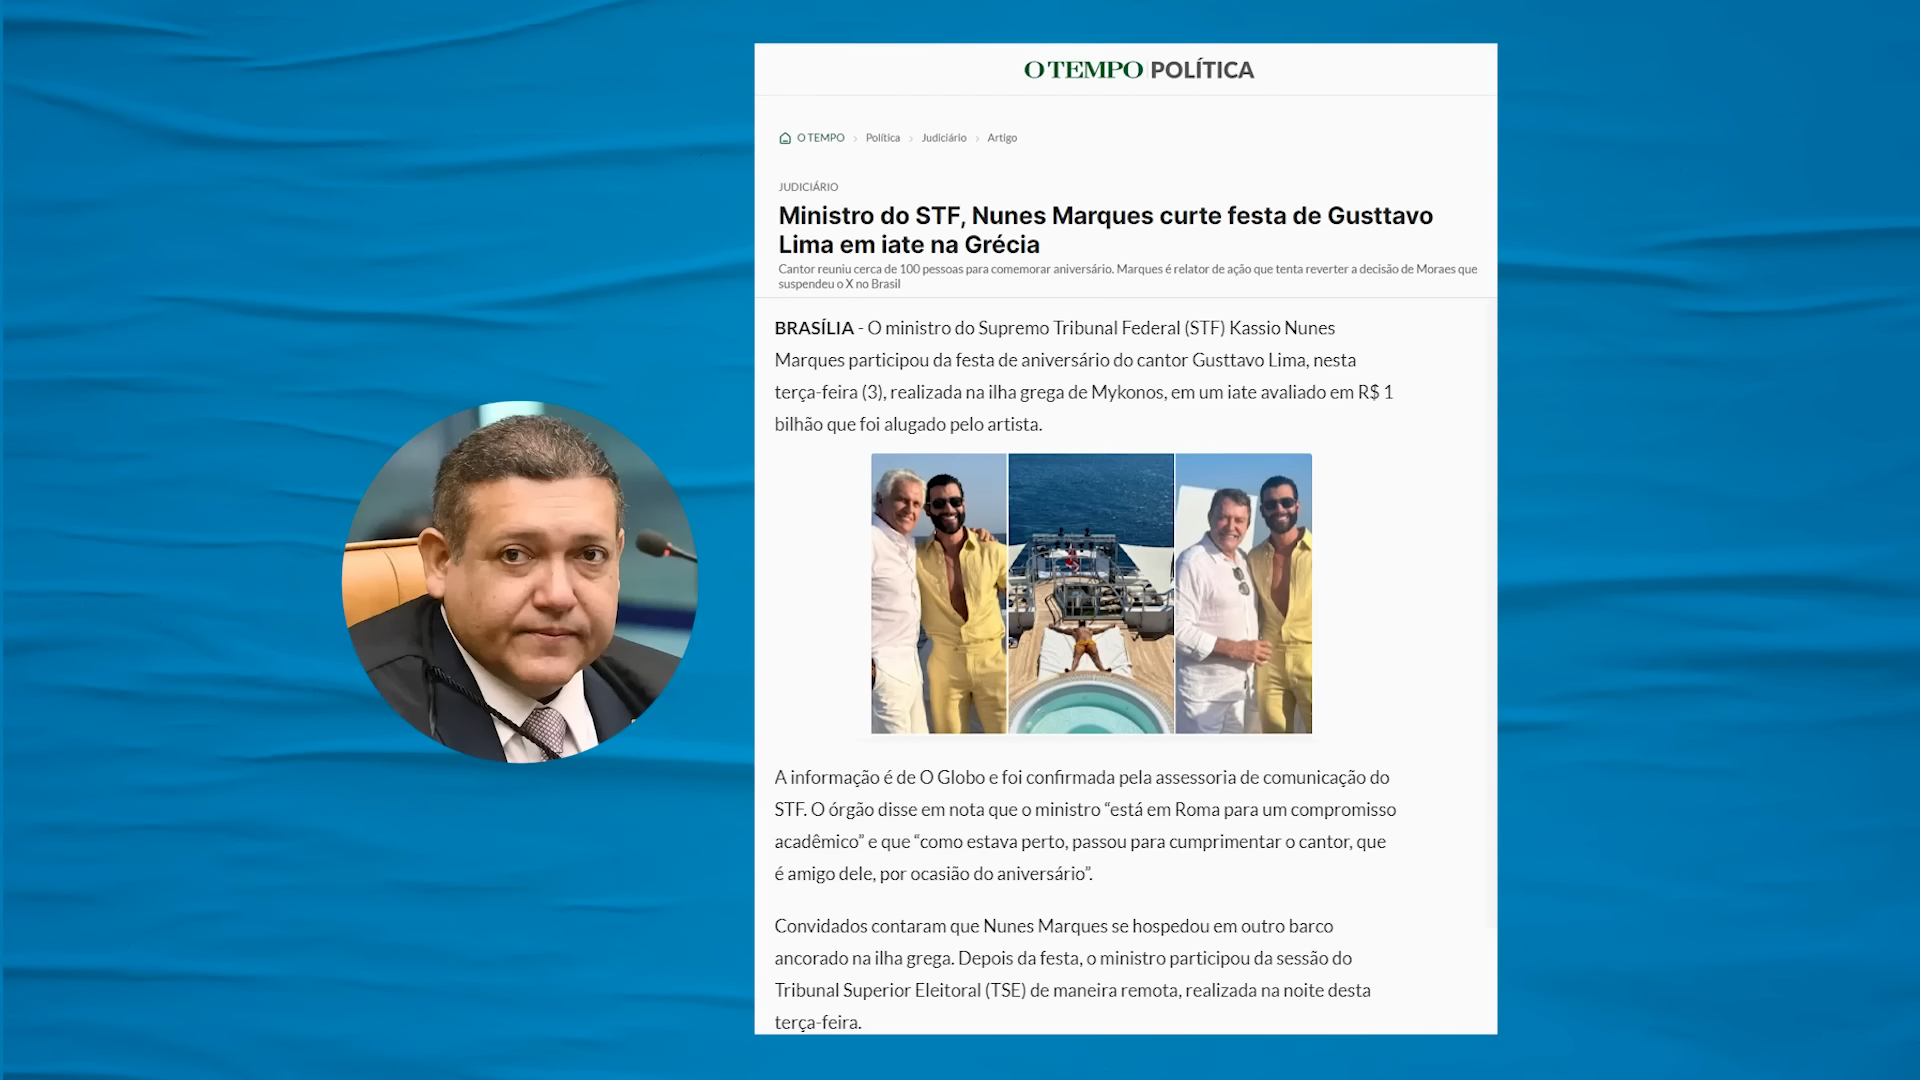 O TEMPO POLÍTICA
O TEMPO > Política > Judiciário > Artigo
JUDICIÁRIO
Ministro do STF, Nunes Marques curte festa de Gusttavo
Lima em iate na Grécia
Cantor reuniu cerca de 100 pessoas para comemorar aniversário. Marques é relator de ação que tenta reverter a decisão de Moraes que
suspendeu o X no Brasil
BRASÍLIA - O ministro do Supremo Tribunal Federal (STF) Kassio Nunes
Marques participou da festa de aniversário do cantor Gusttavo Lima, nesta
terça-feira (3), realizada na ilha grega de Mykonos, em um iate avaliado em R$ 1
bilhão que foi alugado pelo artista.
A informação é de O Globo e foi confirmada pela assessoria de comunicação do
STF. O órgão disse em nota que o ministro “está em Roma para um compromisso
acadêmico” e que “como estava perto, passou para cumprimentar o cantor, que
é amigo dele, por ocasião do aniversário”.
Convidados contaram que Nunes Marques se hospedou em outro barco
ancorado na ilha grega. Depois da festa, o ministro participou da sessão do
Tribunal Superior Eleitoral (TSE) de maneira remota, realizada na noite desta
terça-feira.